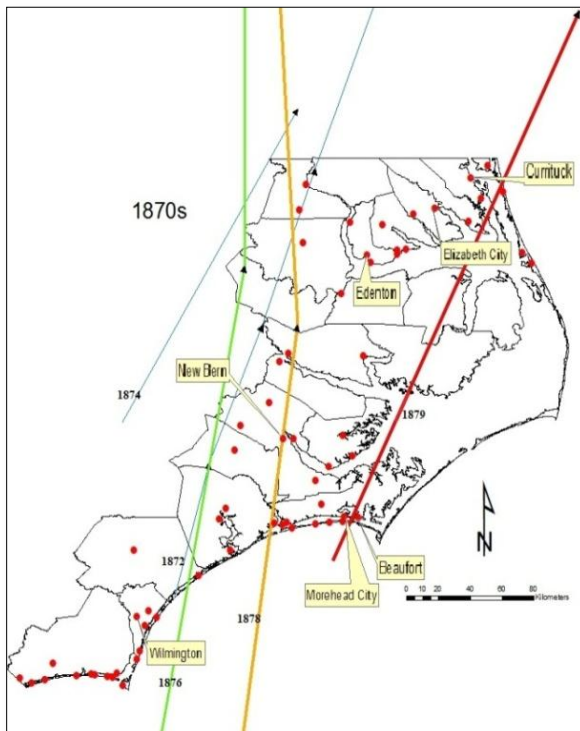 1870s
Currituck
Elizabeth City
Edenton
1874
New Bern
1879
N
1872
Beaufort
Morehead City
0 10 20 40 60 80
Kilometers
1878
Wilmington
1876